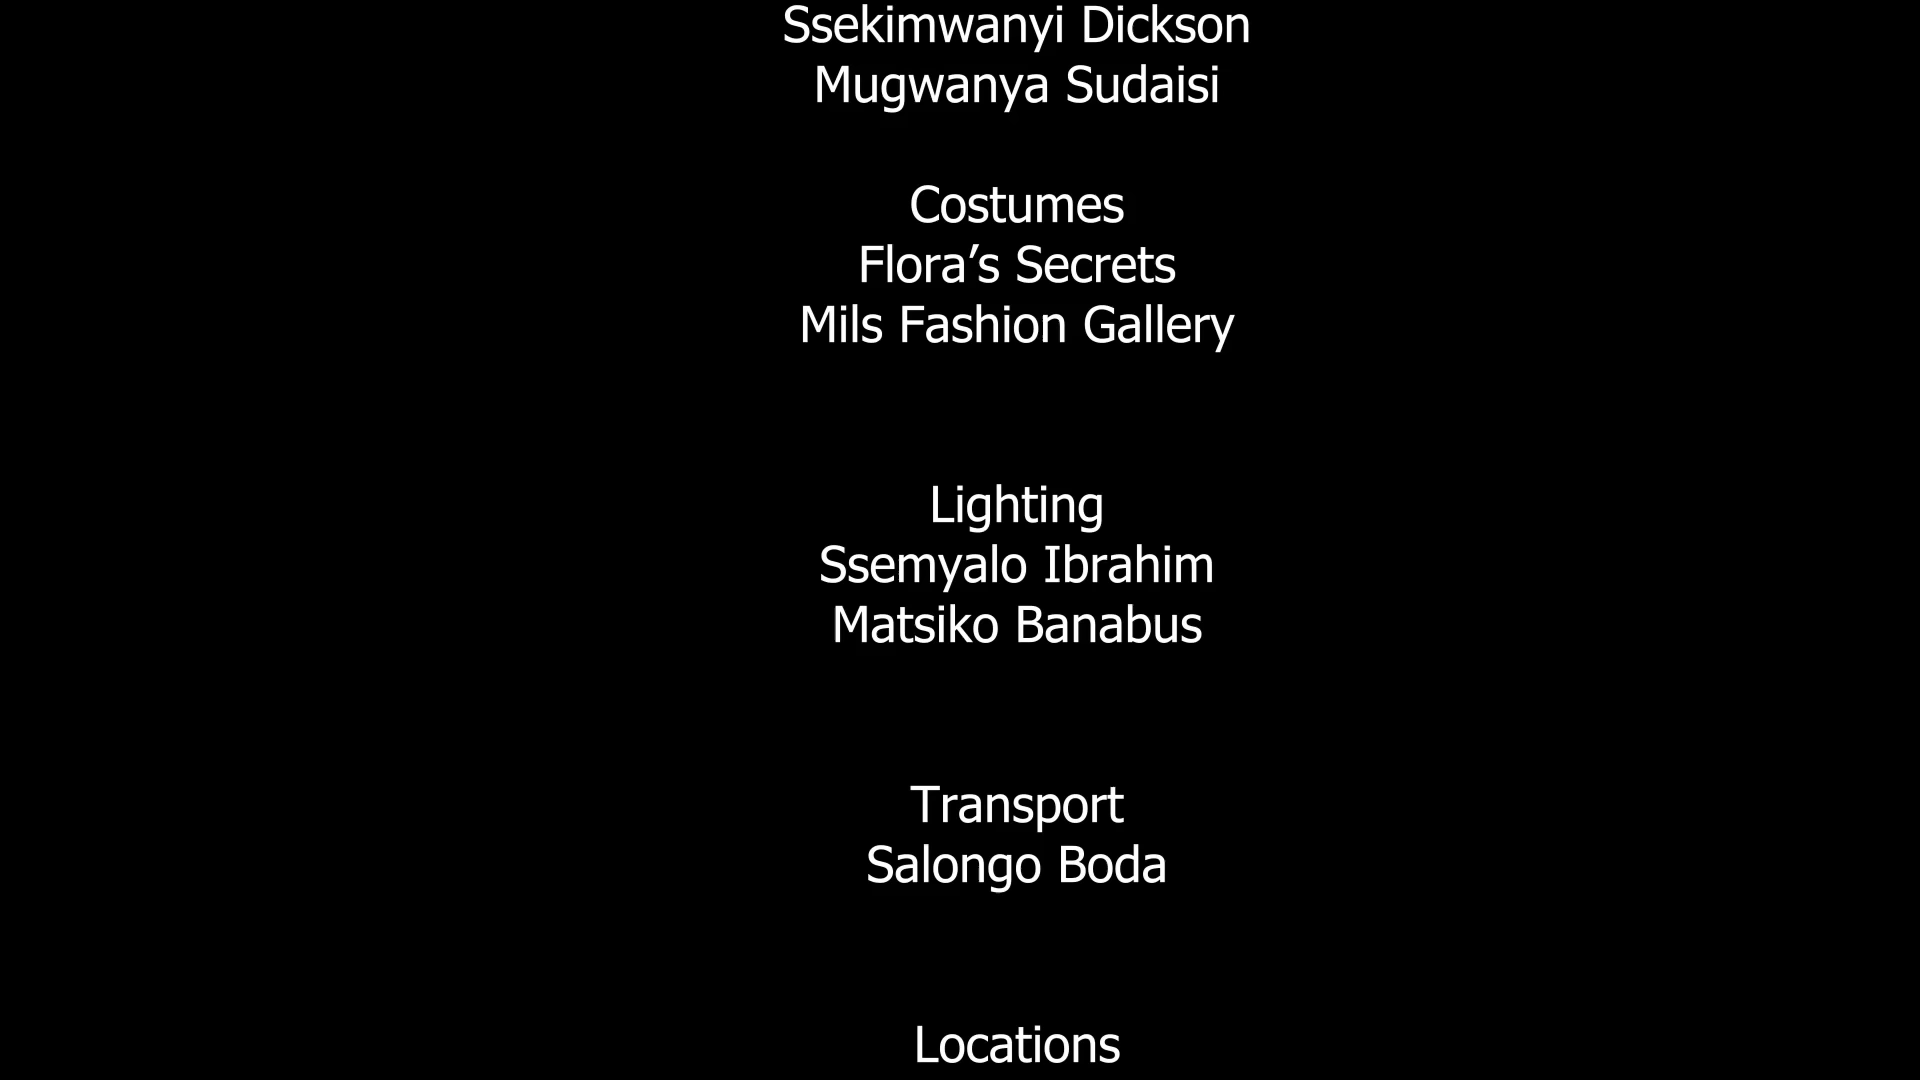 Ssekimwanyi Dickson
Mugwanya Sudaisi
Costumes
Flora’s Secrets
Mils Fashion Gallery
Lighting
Ssemyalo Ibrahim
Matsiko Banabus
Transport
Salongo Boda
Locations